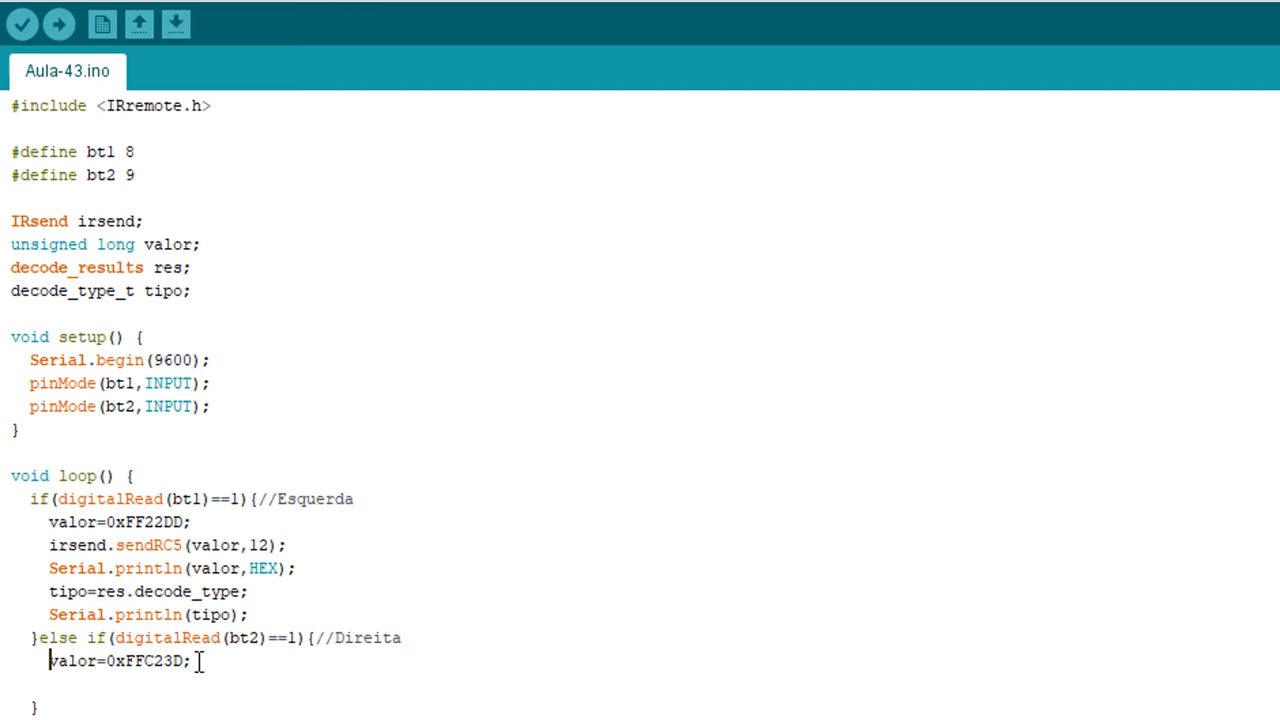 Aula-43.ino
#include <IRremote.h>
#define bt1 8
#define bt2 9
IRsend irsend;
unsigned long valor;
decode_results res;
decode_type_t tipo;
void setup() {
Serial.begin(9600);
pinMode(bt1,INPUT);
pinMode(bt2,INPUT);
}
void loop() {
if(digitalRead(bt1)==1){//Esquerda
valor=0xFF22DD;
irsend.sendRC5(valor,12);
Serial.println(valor,HEX);
tipo=res.decode_type;
Serial.println(tipo);
}else if(digitalRead(bt2)==1){//Direita
valor=0xFFC23D;
}